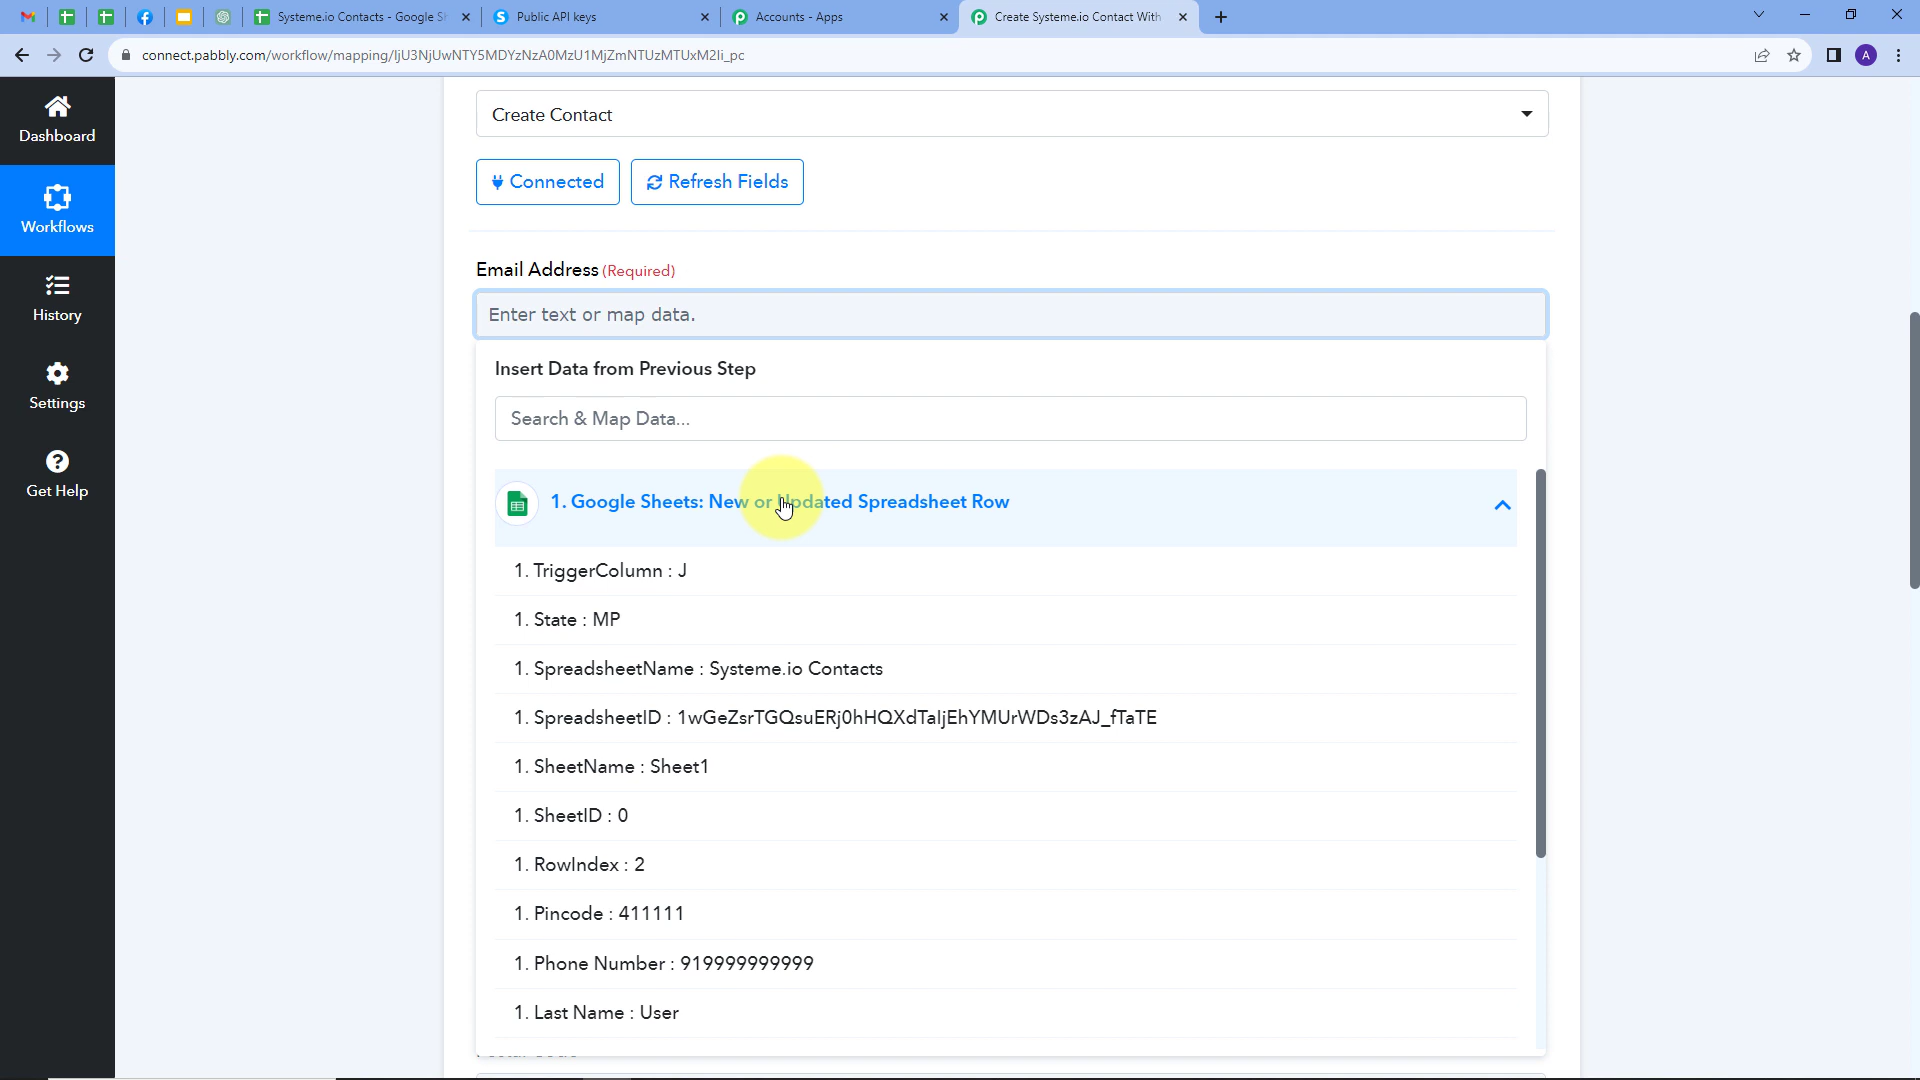 Systeme.io Contacts - Google S
Public API keys
Accounts - Apps
Create Systeme.io Contact With
connect.pabbly.com/workflow/mapping/IjU3NjUwNTY5MDYzNzA0MzU1MjZmNTUzMTUxM2Ii_pc
A
Dashboard
Workflows
History
Settings
Get Help
Create Contact
Connected
Refresh Fields
Email Address (Required)
Enter text or map data.
Insert Data from Previous Step
Search & Map Data...
1. Google Sheets: New or Updated Spreadsheet Row
1. TriggerColumn : J
1. State : MP
1. SpreadsheetName : Systeme.io Contacts
1. SpreadsheetID : 1wGeZsrTGQsuERj0hHQXdTaljEhYMUrWDs3zAJ_fTaTE
1. SheetName : Sheet1
1. SheetID : 0
1. RowIndex : 2
1. Pincode : 411111
1. Phone Number : 919999999999
1. Last Name : User